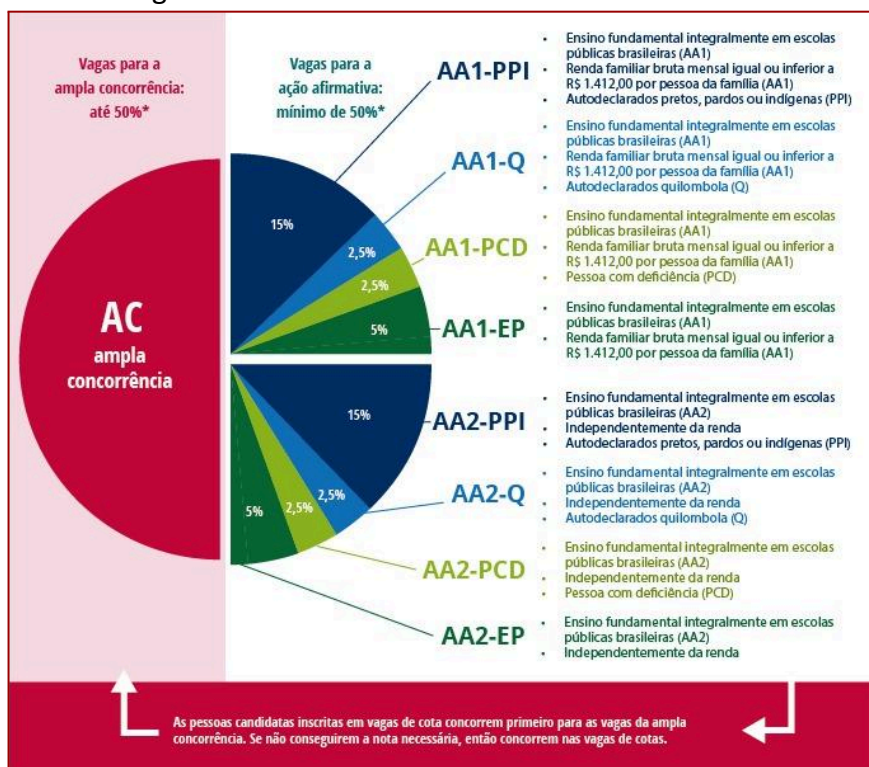 Vagas para a
ampla concorrência:
até 50%*
Vagas para a
ação afirmativa:
mínimo de 50%*
AC
ampla
concorrência
15%
2,5%
2,5%
5%
15%
2,5%
2,5%
5%
AA1-PPI
• Ensino fundamental integralmente em escolas
públicas brasileiras (AA1)
• Renda familiar bruta mensal igual ou inferior a
R$ 1.412,00 por pessoa da família (AA1)
• Autodeclarados pretos, pardos ou indígenas (PPI)
AA1-Q
• Ensino fundamental integralmente em escolas
públicas brasileiras (AA1)
• Renda familiar bruta mensal igual ou inferior a
R$ 1.412,00 por pessoa da família (AA1)
• Autodeclarados quilombola (Q)
AA1-PCD
• Ensino fundamental integralmente em escolas
públicas brasileiras (AA1)
• Renda familiar bruta mensal igual ou inferior a
R$ 1.412,00 por pessoa da família (AA1)
• Pessoa com deficiência (PCD)
AA1-EP
• Ensino fundamental integralmente em escolas
públicas brasileiras (AA1)
• Renda familiar bruta mensal igual ou inferior a
R$ 1.412,00 por pessoa da família (AA1)
AA2-PPI
• Ensino fundamental integralmente em escolas
públicas brasileiras (AA2)
• Independentemente da renda
• Autodeclarados pretos, pardos ou indígenas (PPI)
AA2-Q
• Ensino fundamental integralmente em escolas
públicas brasileiras (AA2)
• Independentemente da renda
• Autodeclarados quilombola (Q)
AA2-PCD
• Ensino fundamental integralmente em escolas
públicas brasileiras (AA2)
• Independentemente da renda
• Pessoa com deficiência (PCD)
AA2-EP
• Ensino fundamental integralmente em escolas
públicas brasileiras (AA2)
• Independentemente da renda
As pessoas candidatas inscritas em vagas de cota concorrem primeiro para as vagas da ampla
concorrência. Se não conseguirem a nota necessária, então concorrem nas vagas de cotas.